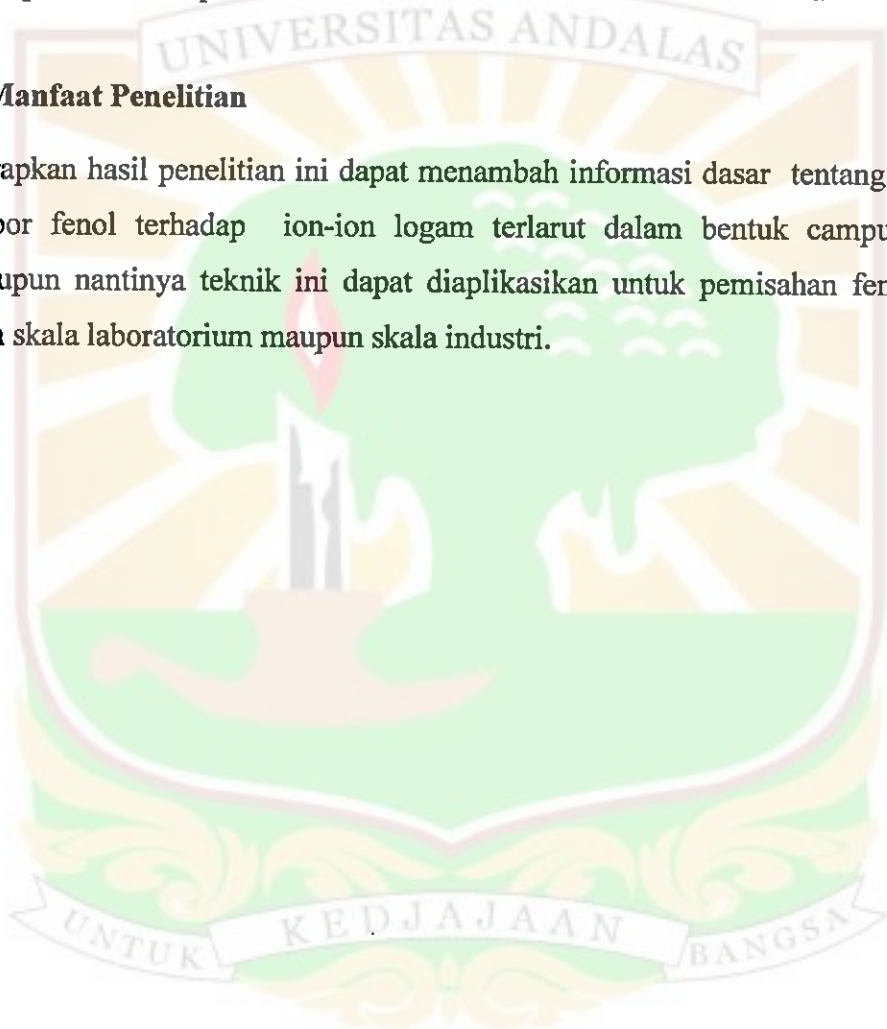 UNIVERSITAS ANDALAS
Manfaat Penelitian
apkan hasil penelitian ini dapat menambah informasi dasar tentang
por fenol terhadap ion-ion logam terlarut dalam bentuk campu
upun nantinya teknik ini dapat diaplikasikan untuk pemisahan fen
skala laboratorium maupun skala industri.
UNTUK KEDJAJAAN BANGSA